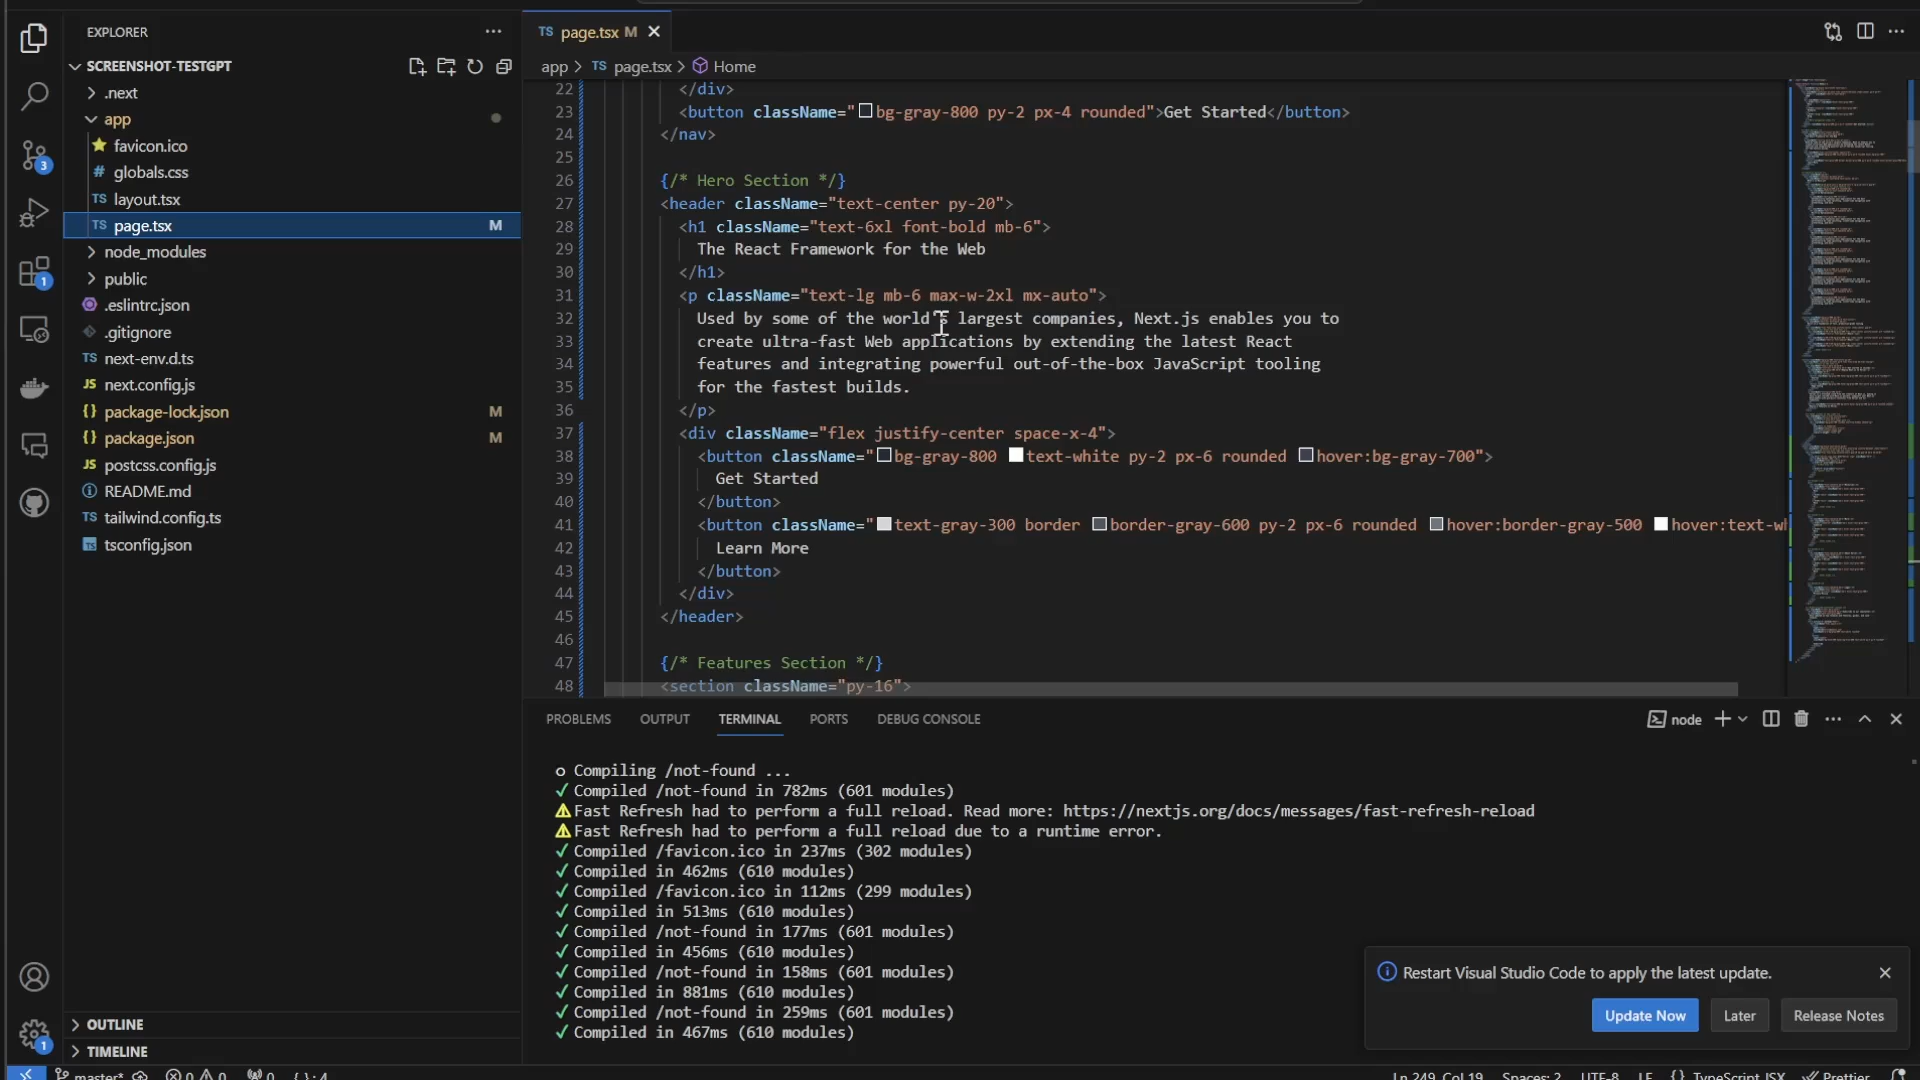 EXPLORER
SCREENSHOT-TESTGPT
.next
app
favicon.ico
# globals.css
TS layout.tsx
TS page.tsx M
node_modules
public
.eslintrc.json
.gitignore
TS next-env.d.ts
JS next.config.js
{} package-lock.json M
{} package.json M
JS postcss.config.js
README.md
TS tailwind.config.ts
TS tsconfig.json
OUTLINE
TIMELINE
3
1
1
TS page.tsx M
app > TS page.tsx > Home
22 </div>
23 <button className="bg-gray-800 py-2 px-4 rounded">Get Started</button>
24 </nav>
25
26 {/* Hero Section */}
27 <header className="text-center py-20">
28 <h1 className="text-6xl font-bold mb-6">
29 The React Framework for the Web
30 </h1>
31 <p className="text-lg mb-6 max-w-2xl mx-auto">
32 Used by some of the world's largest companies, Next.js enables you to
33 create ultra-fast Web applications by extending the latest React
34 features and integrating powerful out-of-the-box JavaScript tooling
35 for the fastest builds.
36 </p>
37 <div className="flex justify-center space-x-4">
38 <button className="bg-gray-800 text-white py-2 px-6 rounded hover:bg-gray-700">
39 Get Started
40 </button>
41 <button className="text-gray-300 border border-gray-600 py-2 px-6 rounded hover:border-gray-500 hover:text-wh
42 Learn More
43 </button>
44 </div>
45 </header>
46
47 {/* Features Section */}
48 <section className="py-16">
PROBLEMS OUTPUT TERMINAL PORTS DEBUG CONSOLE
node
○ Compiling /not-found ...
✓ Compiled /not-found in 782ms (601 modules)
⚠ Fast Refresh had to perform a full reload. Read more: https://nextjs.org/docs/messages/fast-refresh-reload
⚠ Fast Refresh had to perform a full reload due to a runtime error.
✓ Compiled /favicon.ico in 237ms (302 modules)
✓ Compiled in 462ms (610 modules)
✓ Compiled /favicon.ico in 112ms (299 modules)
✓ Compiled in 513ms (610 modules)
✓ Compiled /not-found in 177ms (601 modules)
✓ Compiled in 456ms (610 modules)
✓ Compiled /not-found in 158ms (601 modules)
✓ Compiled in 881ms (610 modules)
✓ Compiled /not-found in 259ms (601 modules)
✓ Compiled in 467ms (610 modules)
Restart Visual Studio Code to apply the latest update.
Update Now Later Release Notes
master* 0 0 0 {}: 4
Ln 249, Col 19 Spaces: 2 UTF-8 LF {} TypeScript JSX Prettier